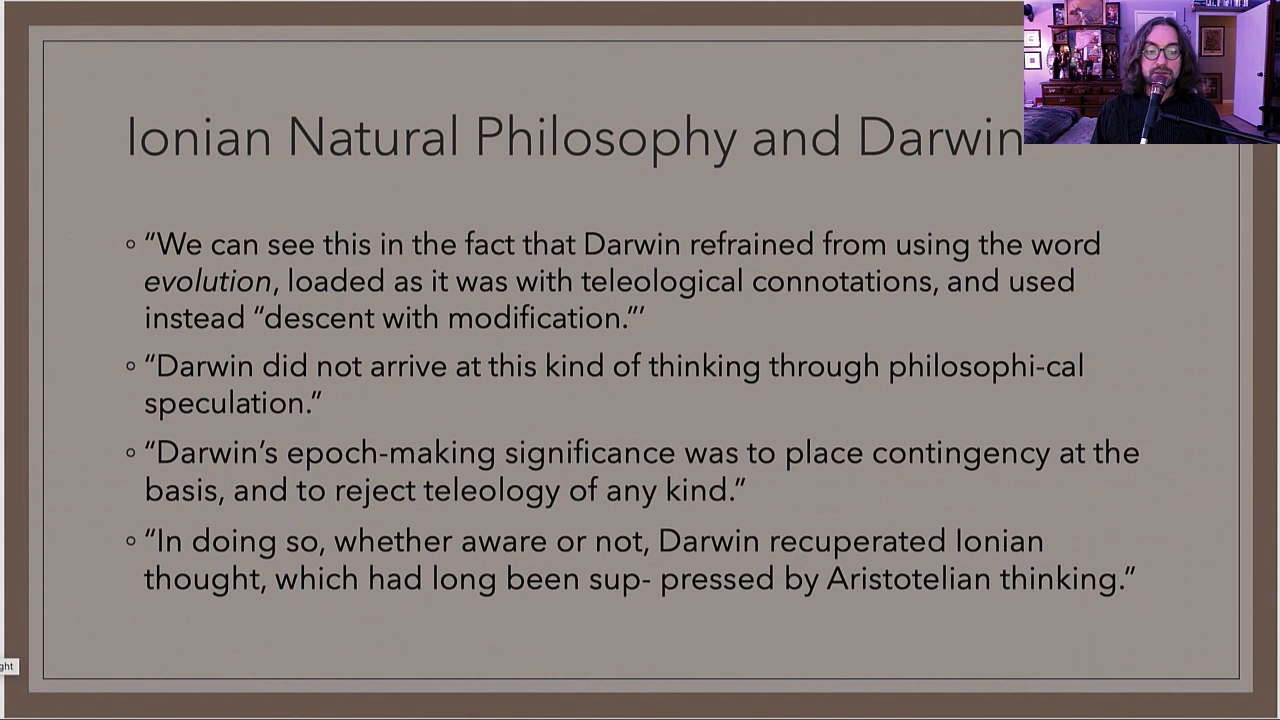 Ionian Natural Philosophy and Darwin
◦ “We can see this in the fact that Darwin refrained from using the word
evolution, loaded as it was with teleological connotations, and used
instead “descent with modification.”’
◦ “Darwin did not arrive at this kind of thinking through philosophi-cal
speculation.”
◦ “Darwin’s epoch-making significance was to place contingency at the
basis, and to reject teleology of any kind.”
◦ “In doing so, whether aware or not, Darwin recuperated Ionian
thought, which had long been sup- pressed by Aristotelian thinking.”
ght